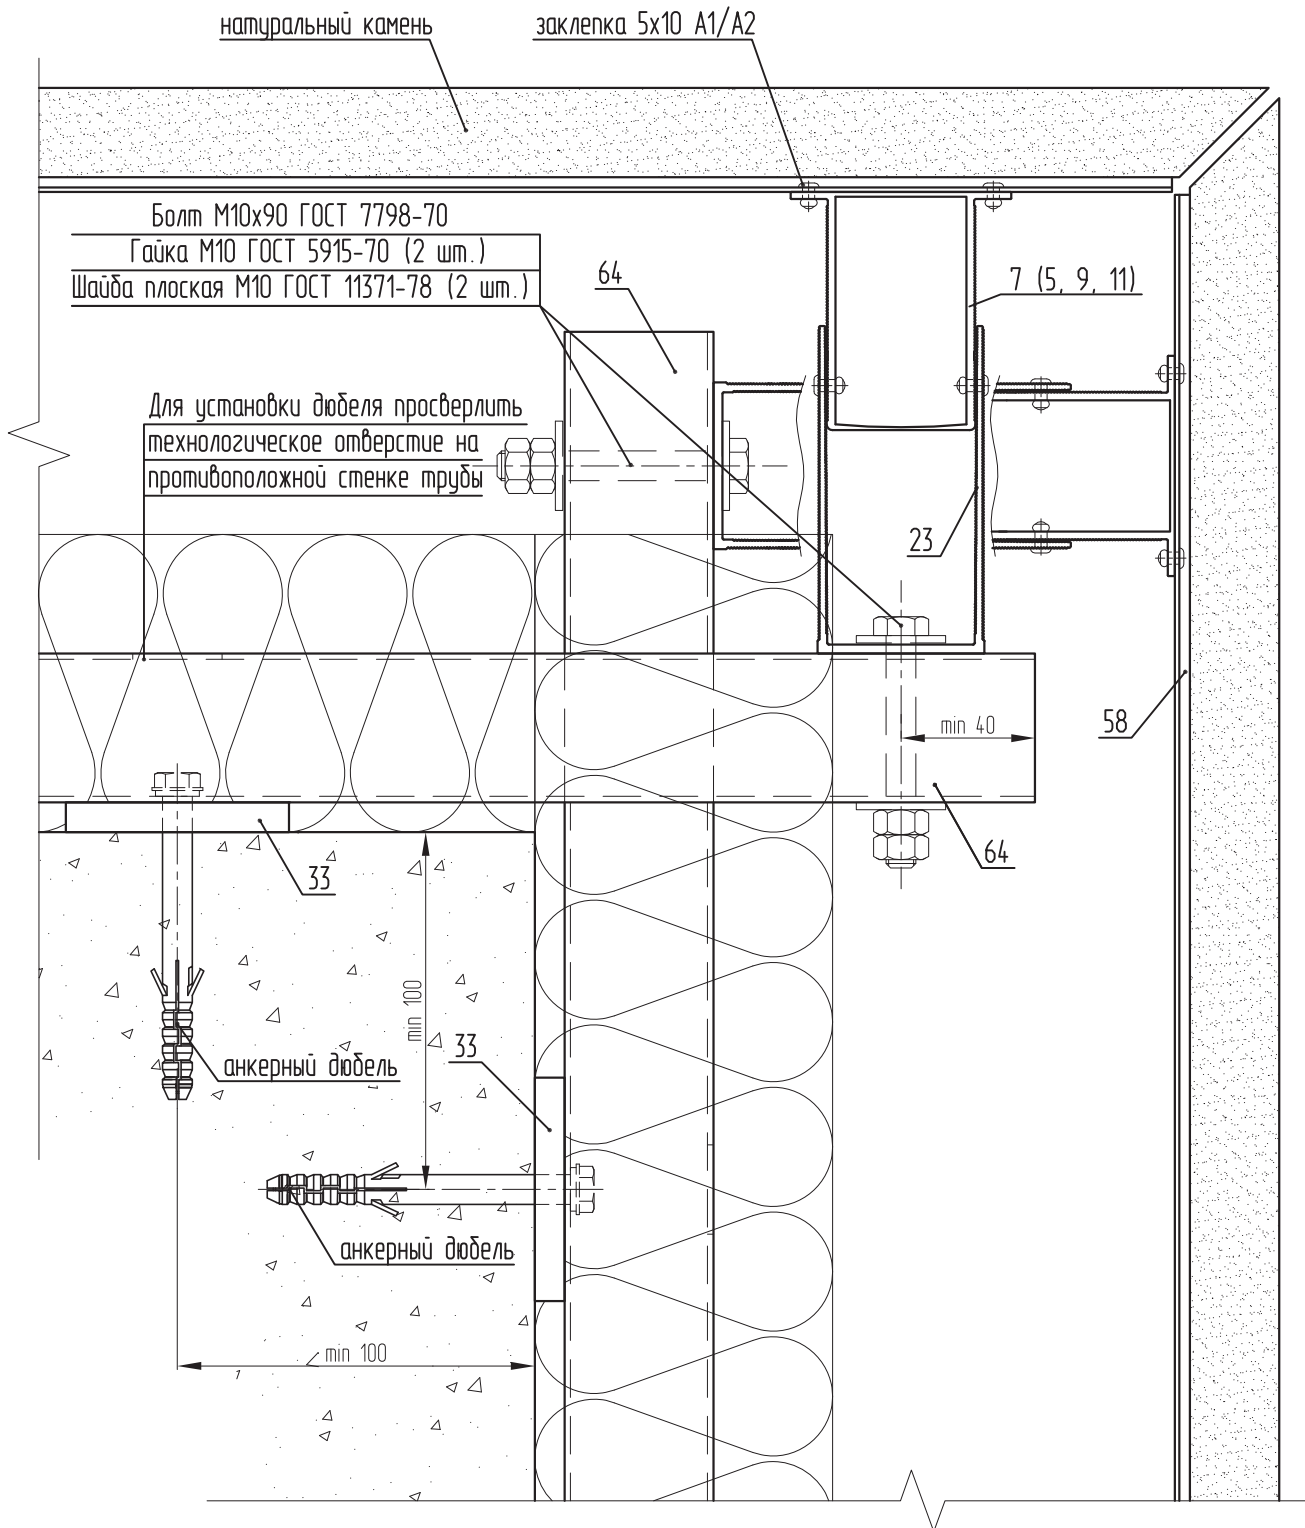 натуральный камень
заклепка 5х10 А1/А2
Болт М10х90 ГОСТ 7798-70
Гайка М10 ГОСТ 5915-70 (2 шт.)
Шайба плоская М10 ГОСТ 11371-78 (2 шт.)
64
7 (5, 9, 11)
Для установки дюбеля просверлить
технологическое отверстие на
противоположной стенке трубы
23
58
min 40
64
33
min 100
33
анкерный дюбель
анкерный дюбель
min 100